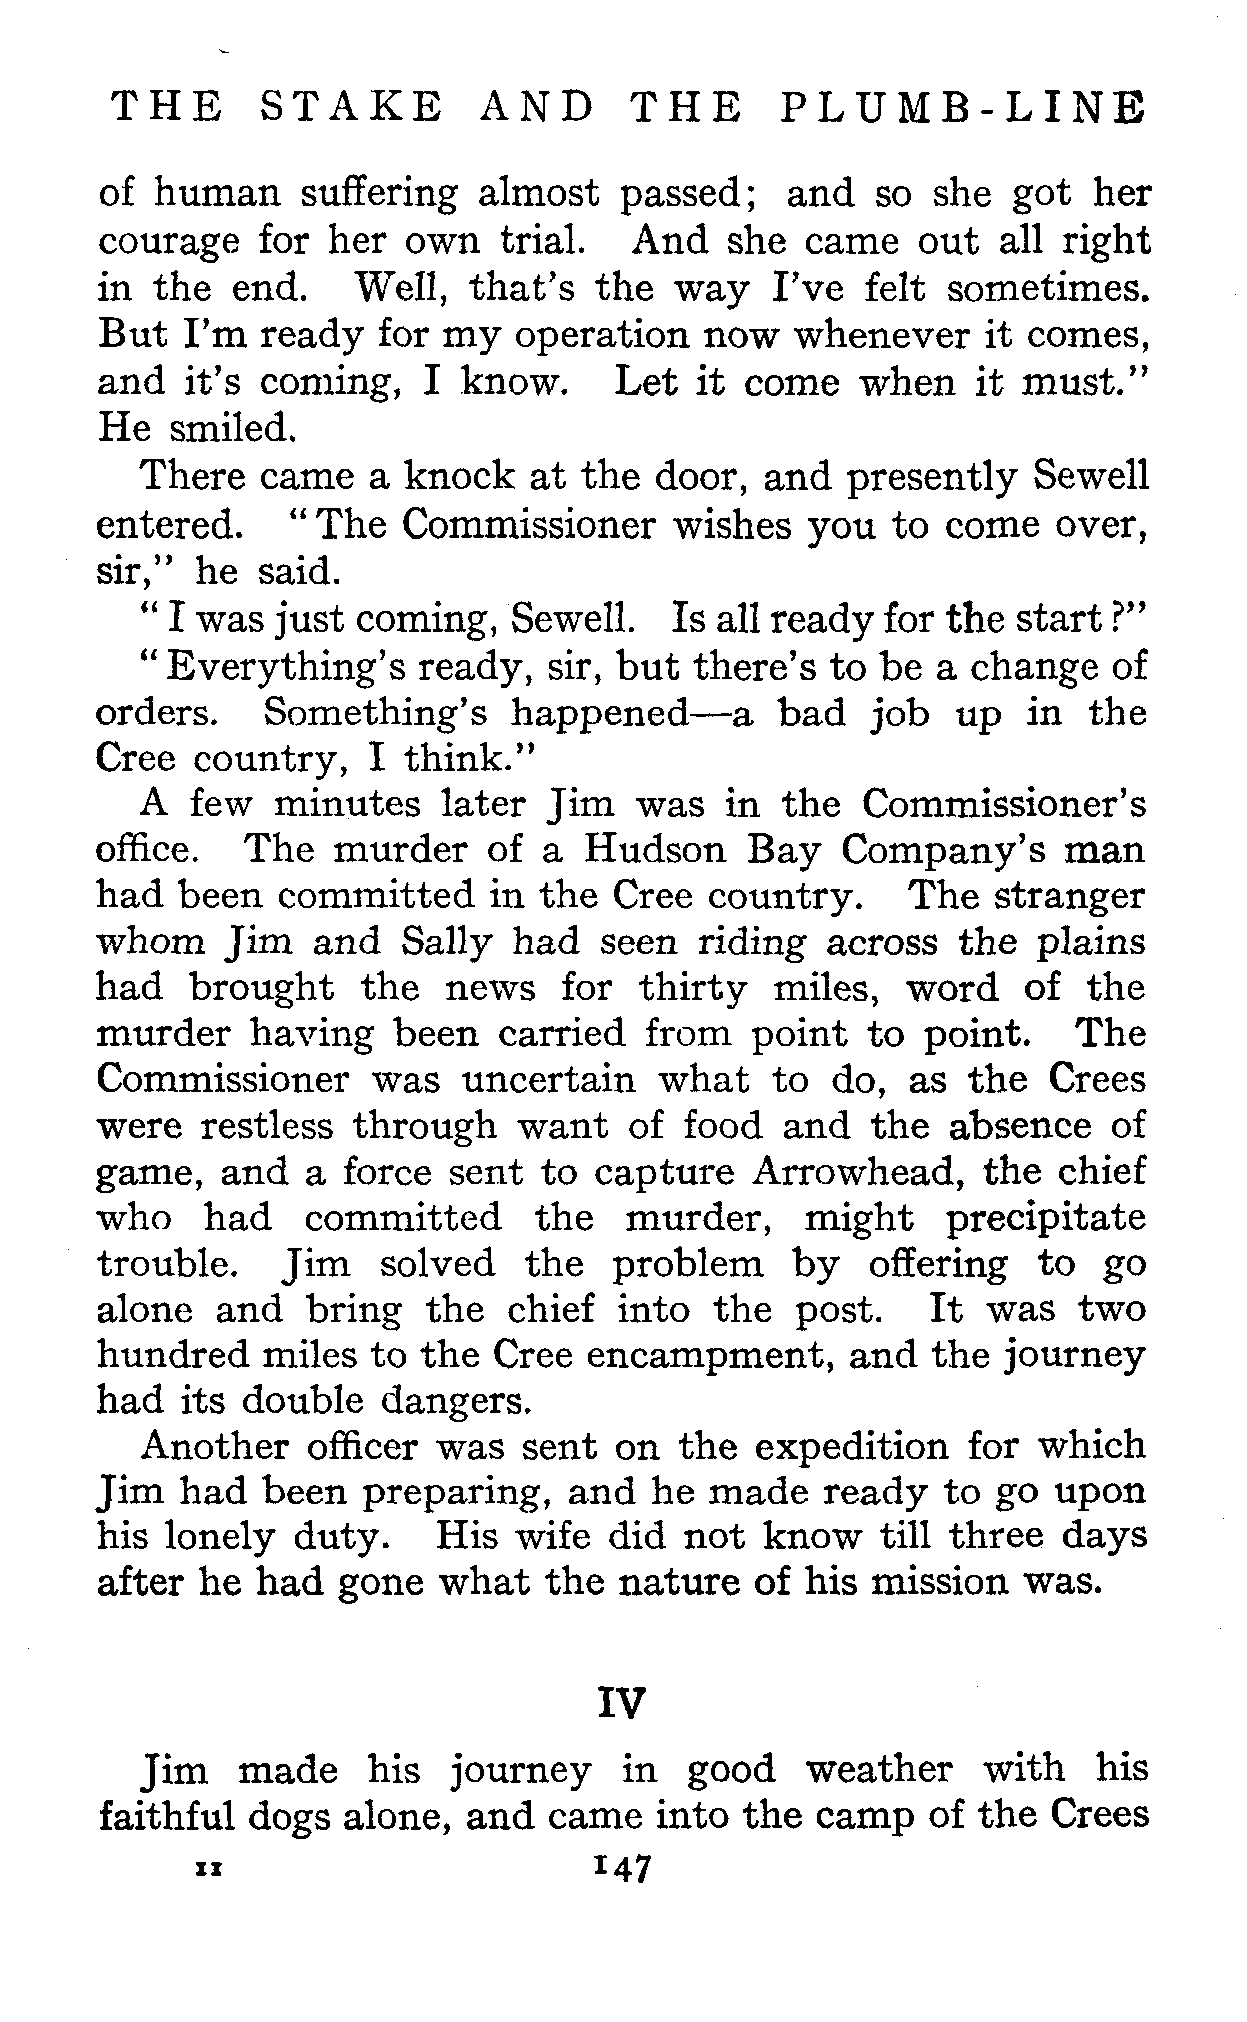 THE STAKE AND THE PLUMB-LINE
of human suffering almost passed; and so she got her
courage for her own trial. And she came out all right
in the end. Well, that's the way I've felt sometimes.
But I'm ready for my operation now whenever it comes,
and it's coming, I know. Let it come when it must."
He smiled.
There came a knock at the door, and presently Sewell
entered. "The Commissioner wishes you to come over,
sir," he said.
"I was just coming, Sewell. Is all ready for the start?"
"Everything's ready, sir, but there's to be a change of
orders. Something's happened—a bad job up in the
Cree country, I think."
A few minutes later Jim was in the Commissioner's
office. The murder of a Hudson Bay Company's man
had been committed in the Cree country. The stranger
whom Jim and Sally had seen riding across the plains
had brought the news for thirty miles, word of the
murder having been carried from point to point. The
Commissioner was uncertain what to do, as the Crees
were restless through want of food and the absence of
game, and a force sent to capture Arrowhead, the chief
who had committed the murder, might precipitate
trouble. Jim solved the problem by offering to go
alone and bring the chief into the post. It was two
hundred miles to the Cree encampment, and the journey
had its double dangers.
Another officer was sent on the expedition for which
Jim had been preparing, and he made ready to go upon
his lonely duty. His wife did not know till three days
after he had gone what the nature of his mission was.
IV
Jim made his journey in good weather with his
faithful dogs alone, and came into the camp of the Crees
11 147